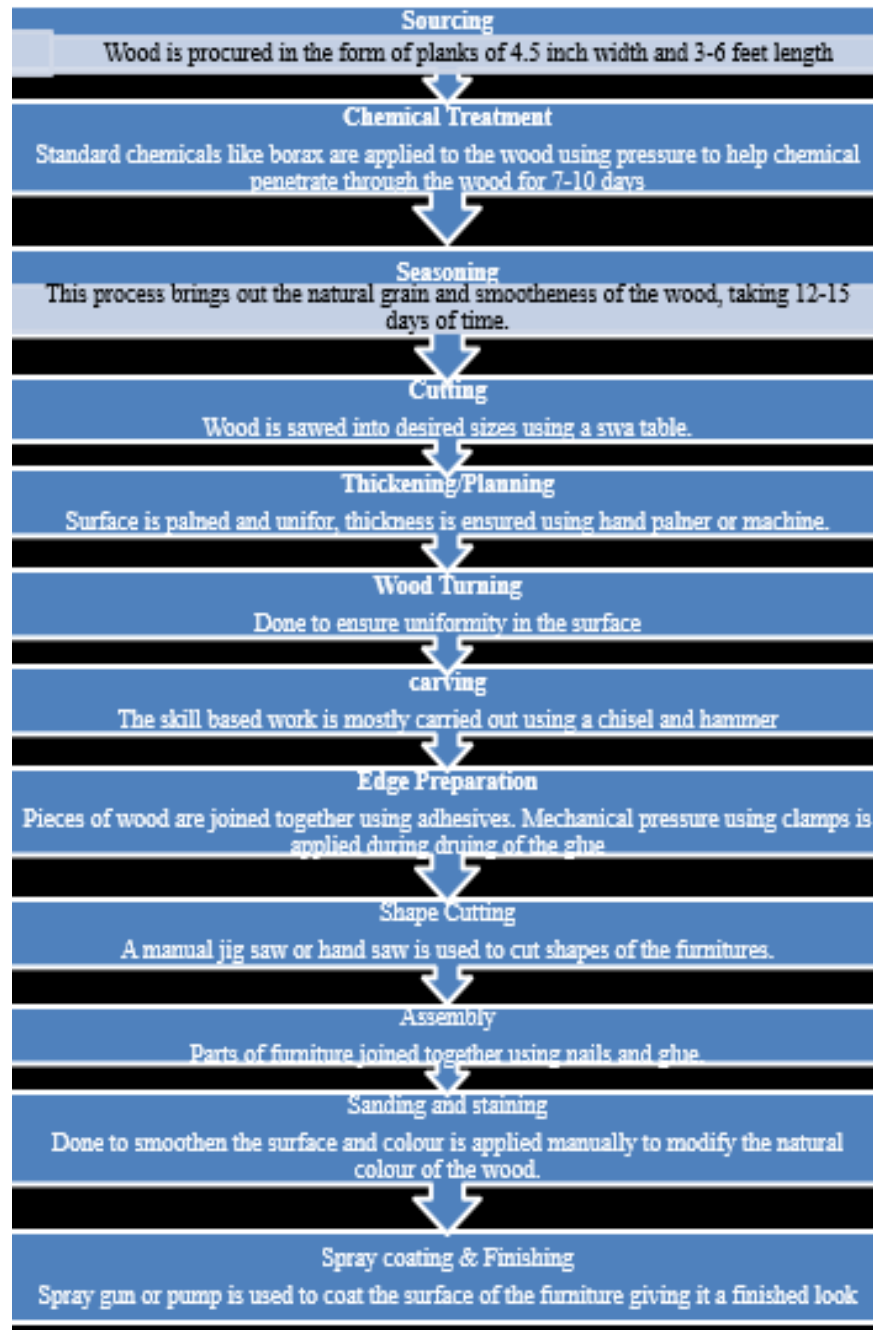 Sourcing
Wood is procured in the form of planks of 4.5 inch width and 3-6 feet length
Chemical Treatment
Standard chemicals like borax are applied to the wood using pressure to help chemical
penetrate through the wood for 7-10 days
Seasoning
This process brings out the natural grain and smootheness of the wood, taking 12-15
days of time.
Cutting
Wood is sawed into desired sizes using a swa table.
Thickening/Planning
Surface is palned and unifor, thickness is ensured using hand palner or machine.
Wood Turning
Done to ensure uniformity in the surface
carving
The skill based work is mostly carried out using a chisel and hammer
Edge Preparation
Pieces of wood are joined together using adhesives. Mechanical pressure using clamps is
applied during druing of the glue
Shape Cutting
A manual jig saw or hand saw is used to cut shapes of the furnitures.
Assembly
Parts of furniture joined together using nails and glue.
Sanding and staining
Done to smoothen the surface and colour is applied manually to modify the natural
colour of the wood.
Spray coating & Finishing
Spray gun or pump is used to coat the surface of the furniture giving it a finished look